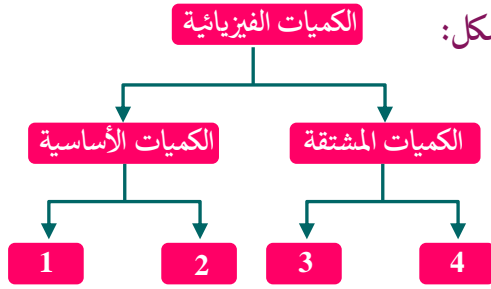 كل:
الكميات الفيزيائية
الكميات المشتقة
الكميات الأساسية
1
2
3
4